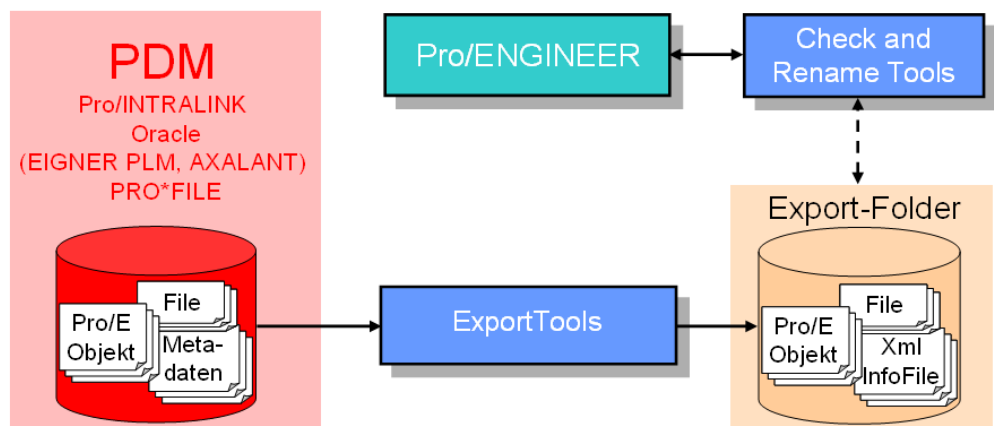 PDM
Pro/INTRALINK
Oracle
(EIGNER PLM, AXALANT)
PRO*FILE
File
Pro/E
Objekt
Meta-
daten
Pro/ENGINEER
Check and
Rename Tools
ExportTools
Export-Folder
File
Pro/E
Objekt
Xml
InfoFile